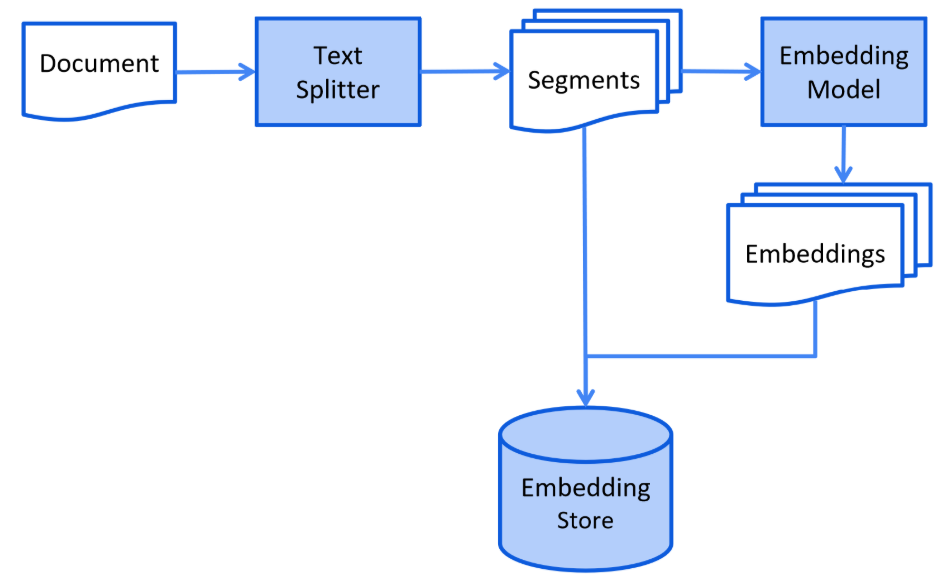 Document
Text
Splitter
Segments
Embedding
Model
Embeddings
Embedding
Store